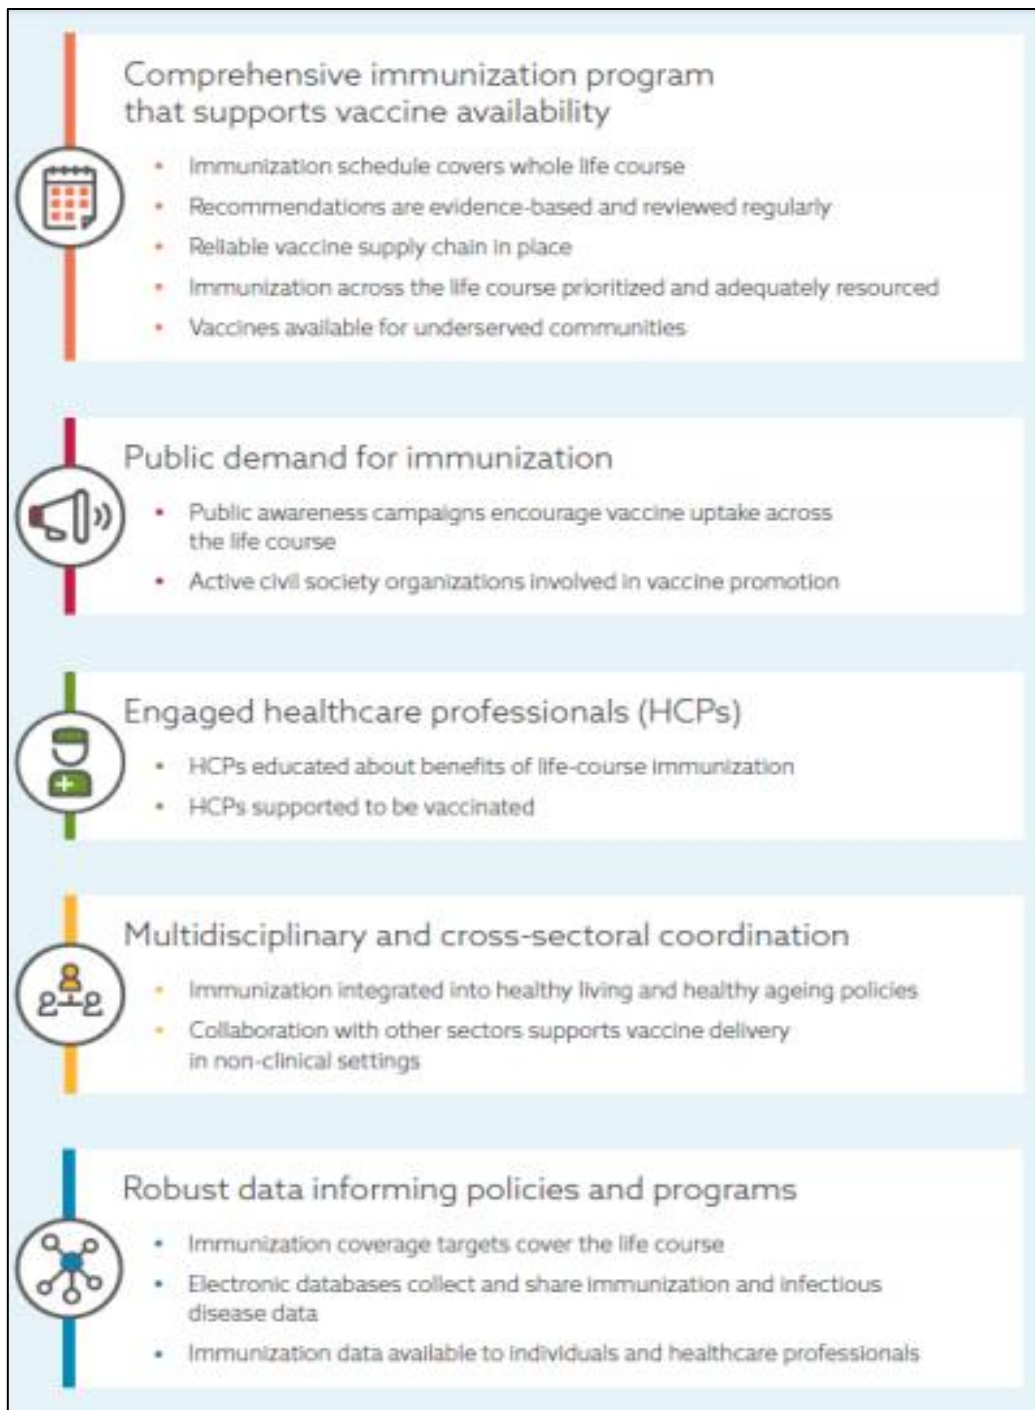 Comprehensive immunization program
that supports vaccine availability
• Immunization schedule covers whole life course
• Recommendations are evidence-based and reviewed regularly
• Reliable vaccine supply chain in place
• Immunization across the life course prioritized and adequately resourced
• Vaccines available for underserved communities
Public demand for immunization
• Public awareness campaigns encourage vaccine uptake across
the life course
• Active civil society organizations involved in vaccine promotion
Engaged healthcare professionals (HCPs)
• HCPs educated about benefits of life-course immunization
• HCPs supported to be vaccinated
Multidisciplinary and cross-sectoral coordination
• Immunization integrated into healthy living and healthy ageing policies
• Collaboration with other sectors supports vaccine delivery
in non-clinical settings
Robust data informing policies and programs
• Immunization coverage targets cover the life course
• Electronic databases collect and share immunization and infectious
disease data
• Immunization data available to individuals and healthcare professionals